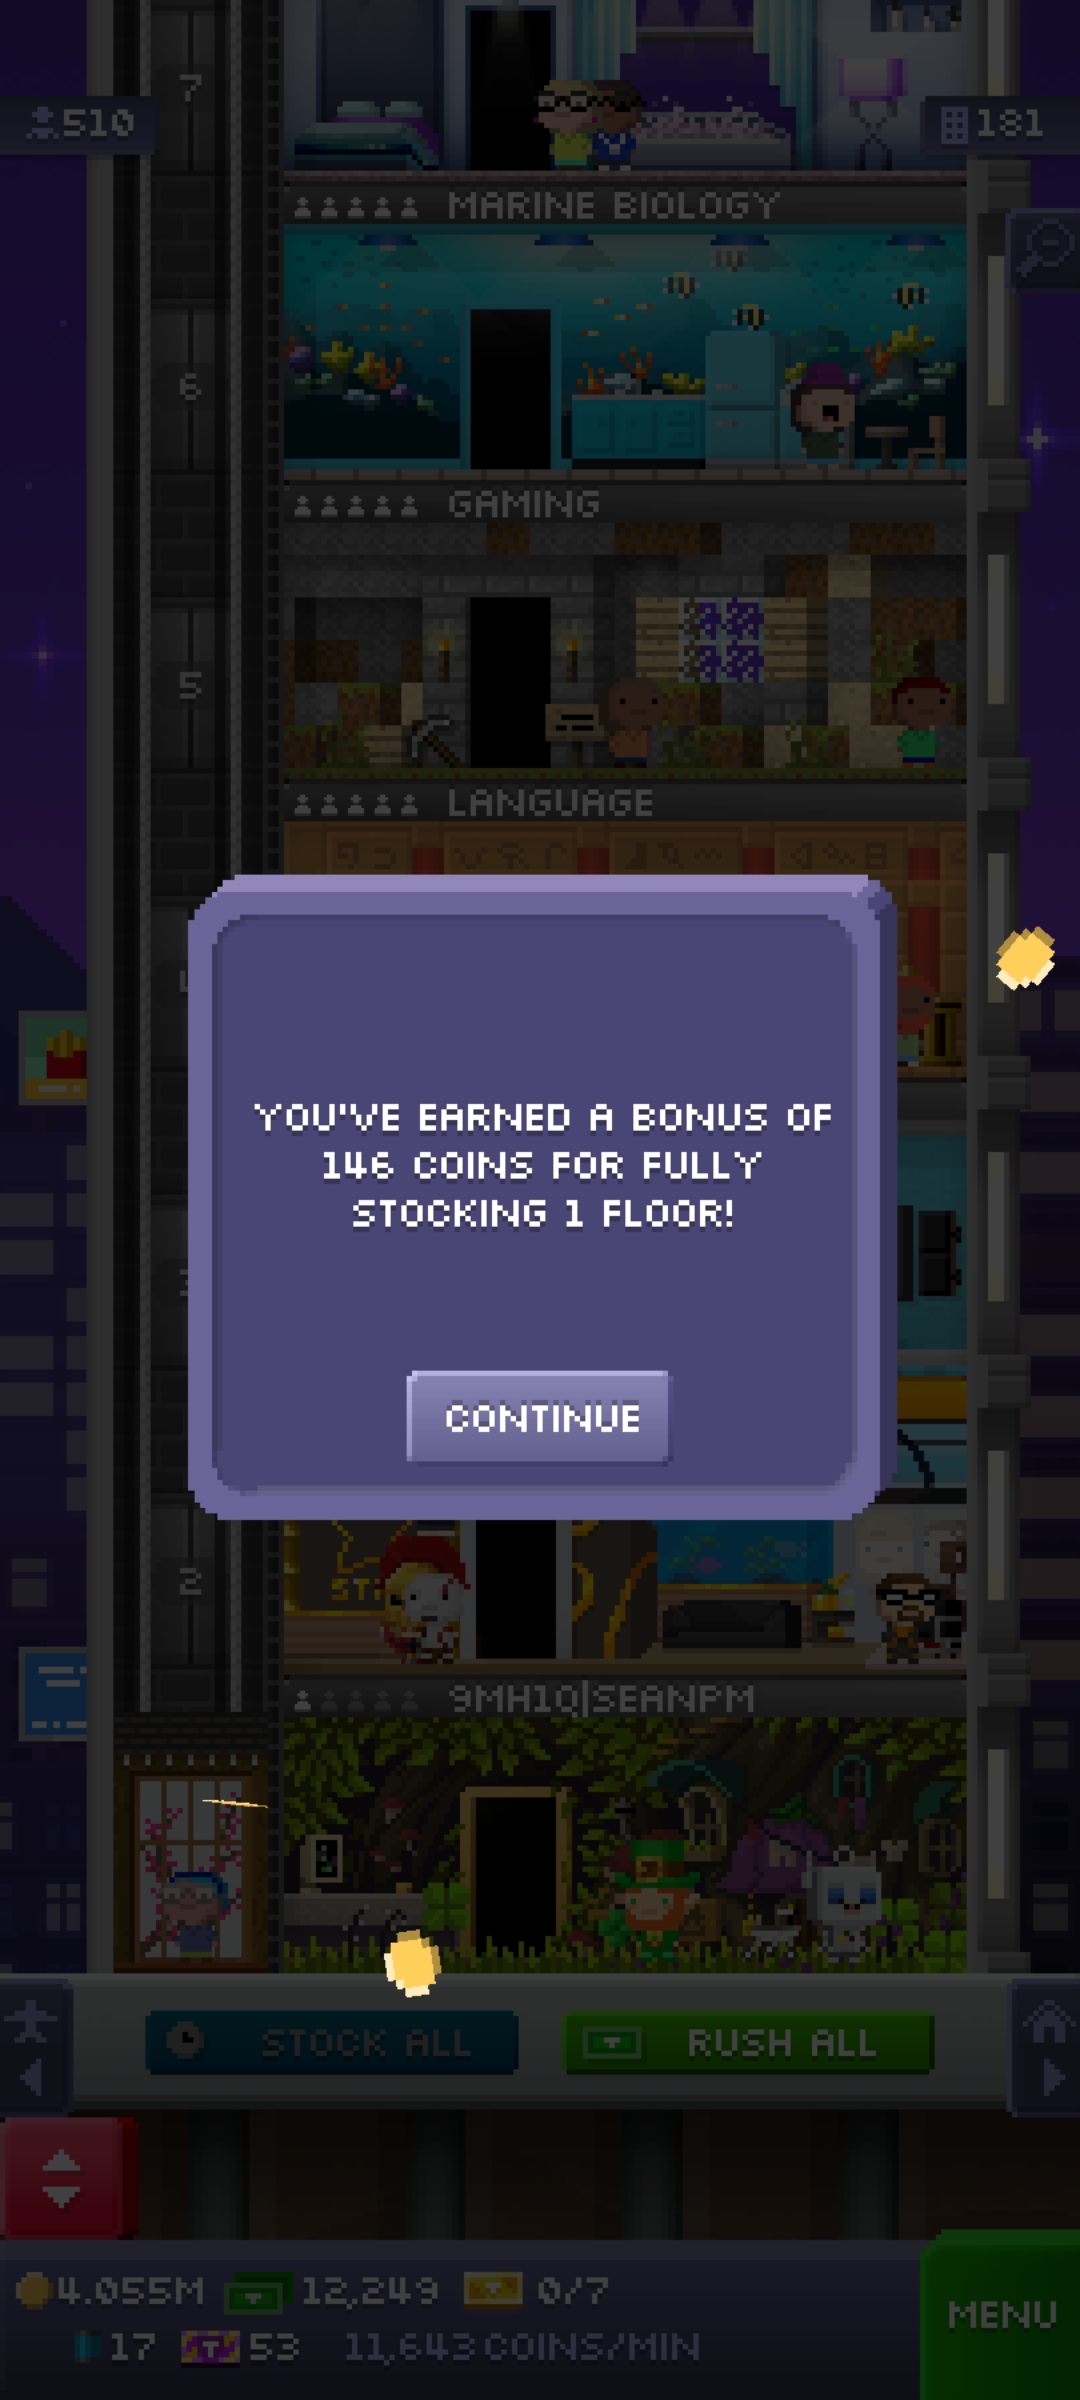 7
510
181
MARINE BIOLOGY
6
GAMING
5
LANGUAGE
YOU'VE EARNED A BONUS OF
146 COINS FOR FULLY
STOCKING 1 FLOOR!
CONTINUE
2
9MH1Q|SEANPM
STOCK ALL
RUSH ALL
4.055M 12,249 0/7
17 53 11,643 COINS/MIN
MENU